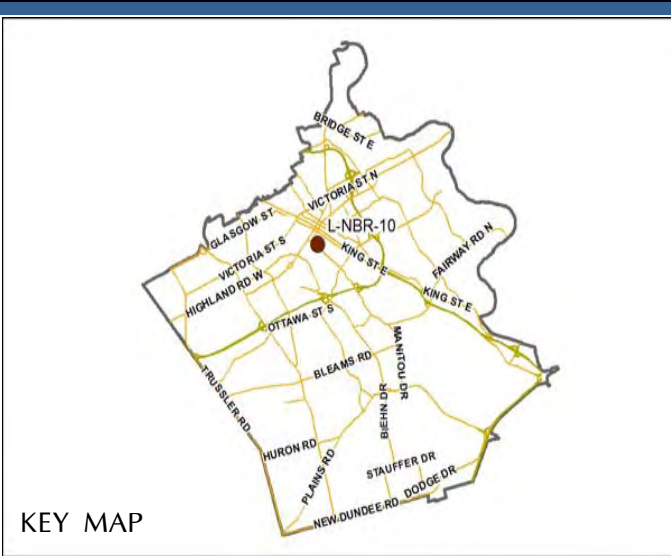 BRIDGE ST E
VICTORIA ST N
L-NBR-10
GLASGOW ST
VICTORIA ST S
KING ST E
FAIRWAY RD N
HIGHLAND RD W
KING ST E
OTTAWA ST S
MANITOU DR
BLEAMS RD
TRUSSLER RD
BIEHN DR
HURON RD
PLAINS RD
STAUFFER DR
DODGE DR
NEW DUNDEE RD
KEY MAP